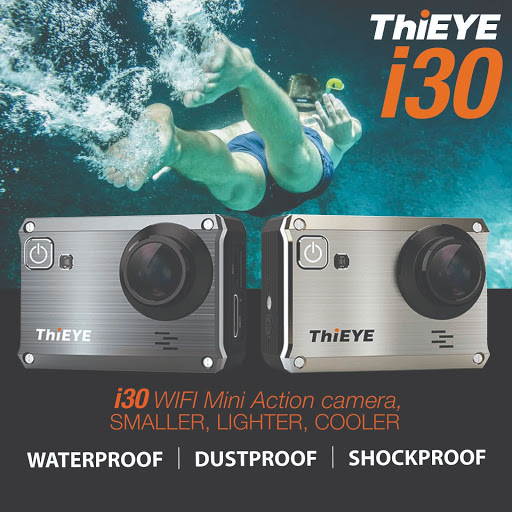 ThiEYE
i30
ThiEYE
ThiEYE
i30 WIFI Mini Action camera,
SMALLER, LIGHTER, COOLER
WATERPROOF | DUSTPROOF | SHOCKPROOF